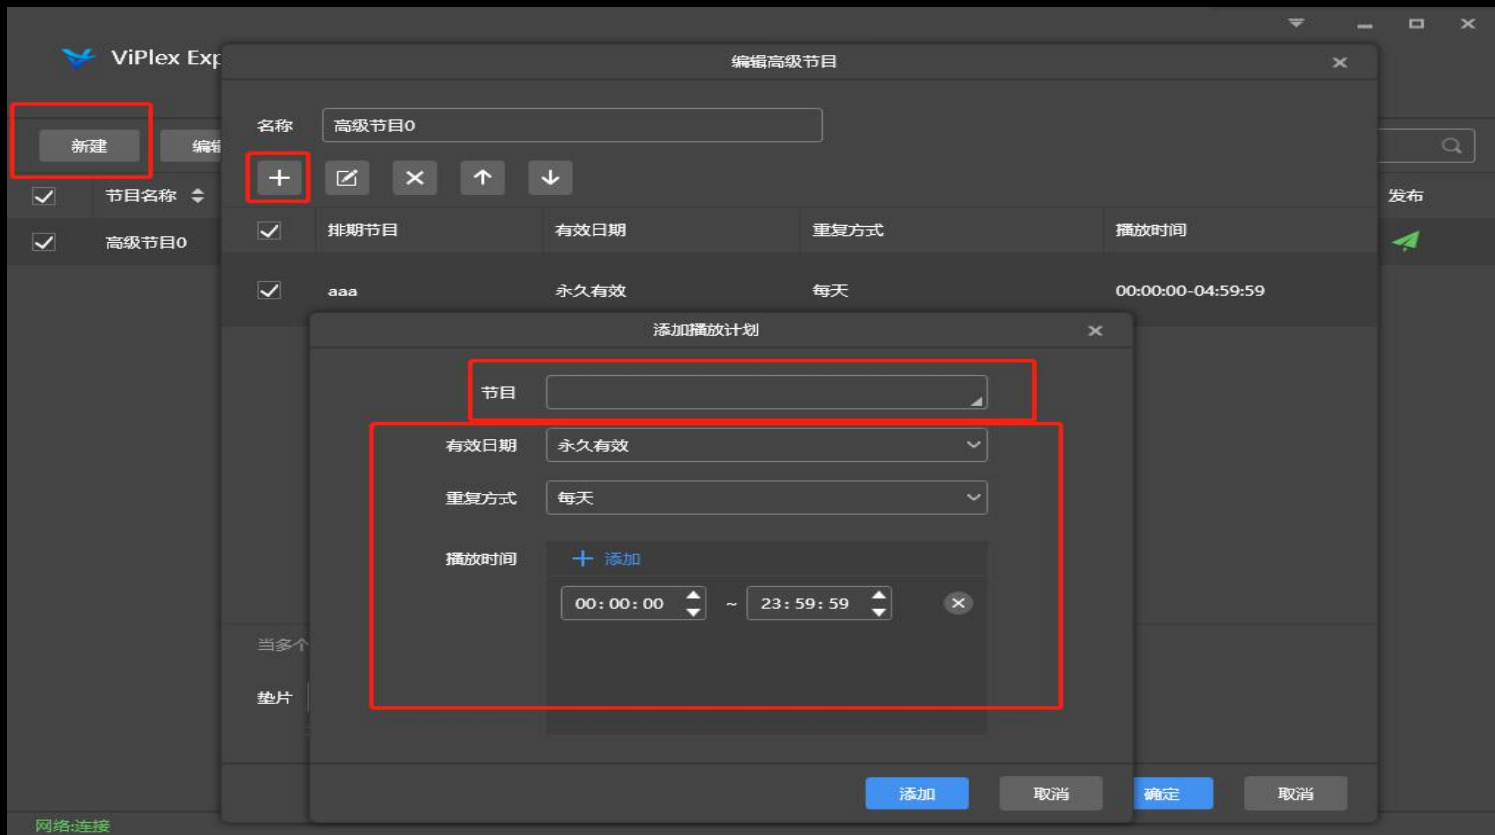 ViPlex Exp
编辑高级节目
名称
高级节目0
新建
编辑
节目名称
发布
高级节目0
排期节目
有效日期
重复方式
播放时间
aaa
永久有效
每天
00:00:00-04:59:59
添加播放计划
节目
有效日期
永久有效
重复方式
每天
播放时间
+ 添加
00:00:00 ~ 23:59:59
当多个
垫片
添加
取消
确定
取消
网络:连接